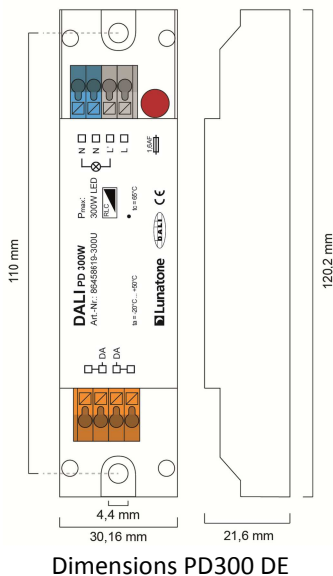 N
N
L'
L
1,6AF
Pmax:
300W LED
RLC
tc = 65°C
DALI PD 300W
Art.-Nr.: 86458619-300U
ta = -20°C ... +50°C
Lunatone
DALI
CE
DA
DA
110 mm
120.2 mm
4,4 mm
30,16 mm
21,6 mm
Dimensions PD300 DE